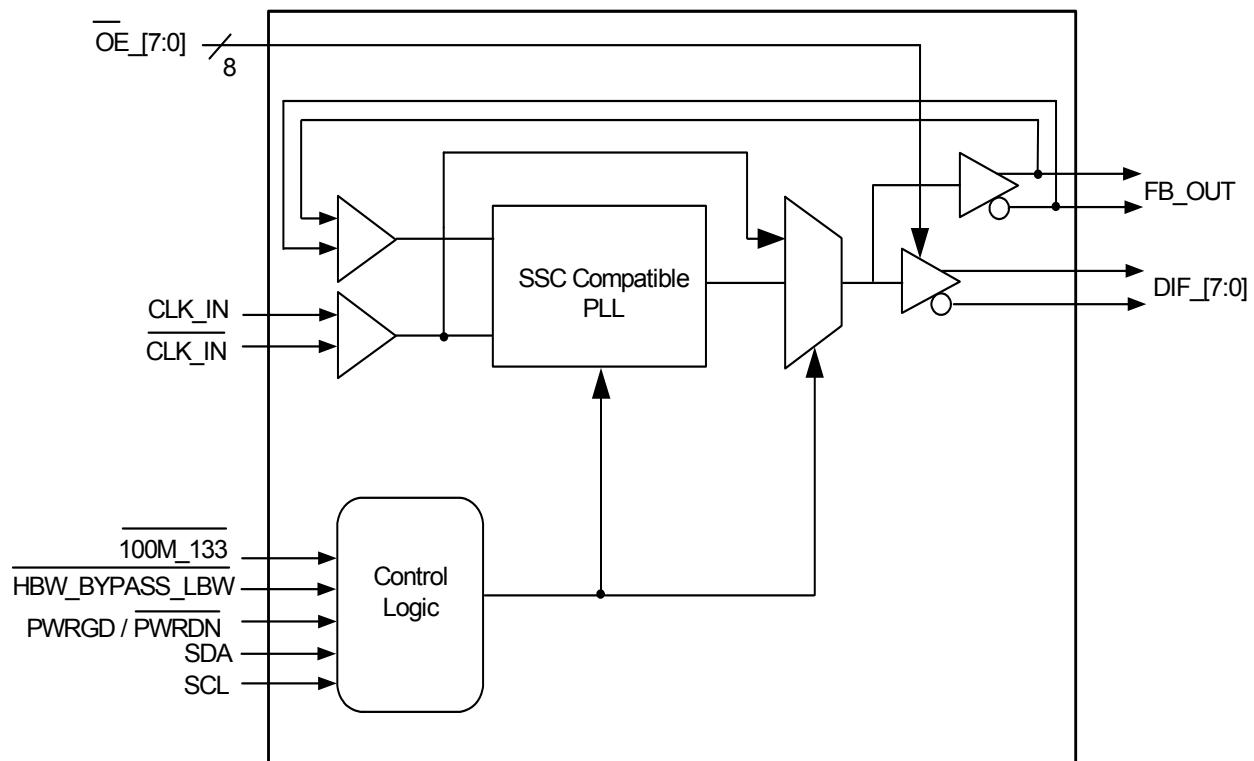 OE_[7:0]
8
FB_OUT
SSC Compatible
PLL
DIF_[7:0]
CLK_IN
CLK_IN
100M_133
HBW_BYPASS_LBW
PWRGD / PWRDN
SDA
SCL
Control
Logic